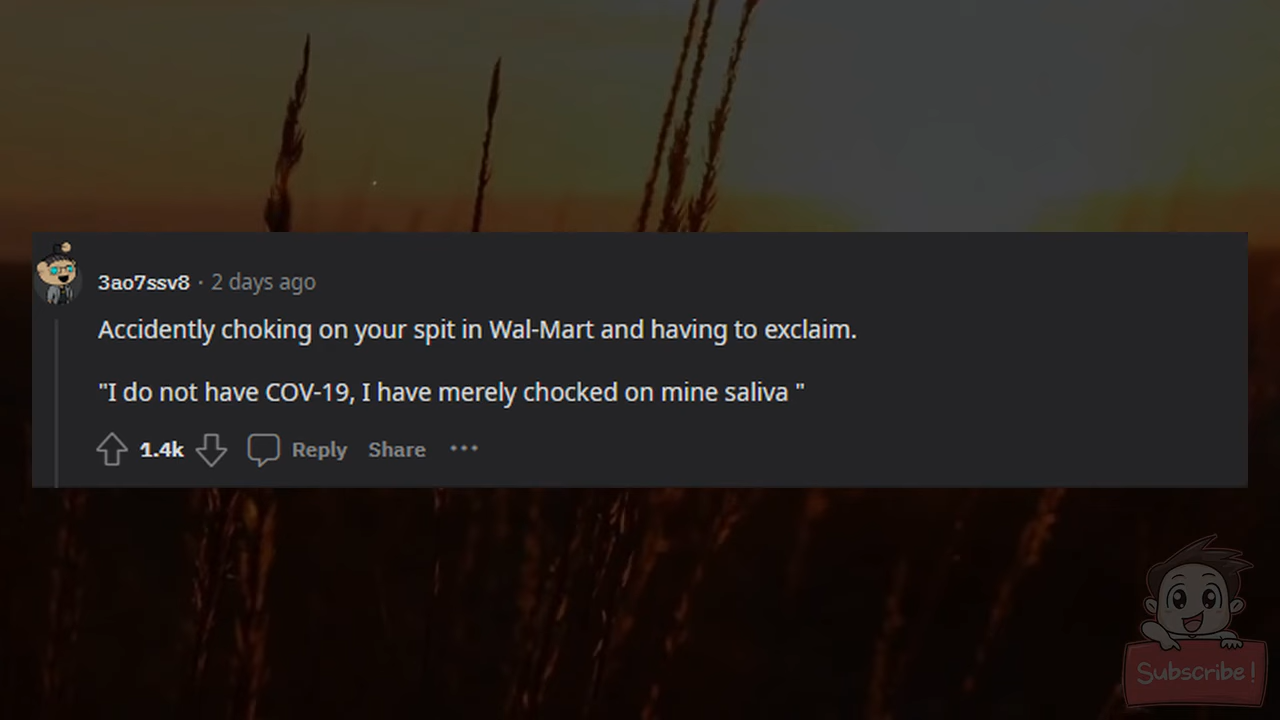 3ao7ssv8 · 2 days ago
Accidently choking on your spit in Wal-Mart and having to exclaim.
"I do not have COV-19, I have merely chocked on mine saliva "
1.4k Reply Share ···
Subscribe!